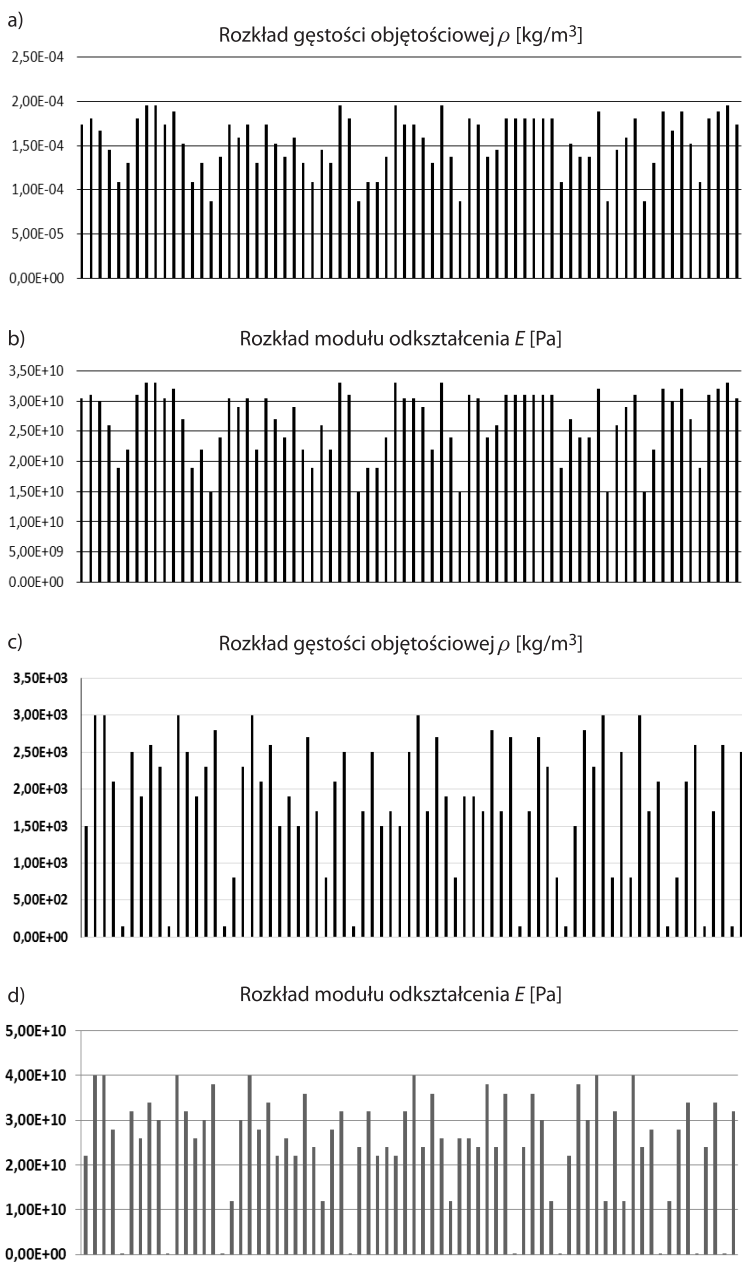 a)
Rozkład gęstości objętościowej ρ [kg/m³]
2,50E-04
2,00E-04
1,50E-04
1,00E-04
5,00E-05
0,00E+00
b)
Rozkład modułu odkształcenia E [Pa]
3,50E+10
3,00E+10
2,50E+10
2,00E+10
1,50E+10
1,00E+10
5,00E+09
0.00E+00
c)
Rozkład gęstości objętościowej ρ [kg/m³]
3,50E+03
3,00E+03
2,50E+03
2,00E+03
1,50E+03
1,00E+03
5,00E+02
0,00E+00
d)
Rozkład modułu odkształcenia E [Pa]
5,00E+10
4,00E+10
3,00E+10
2,00E+10
1,00E+10
0,00E+00